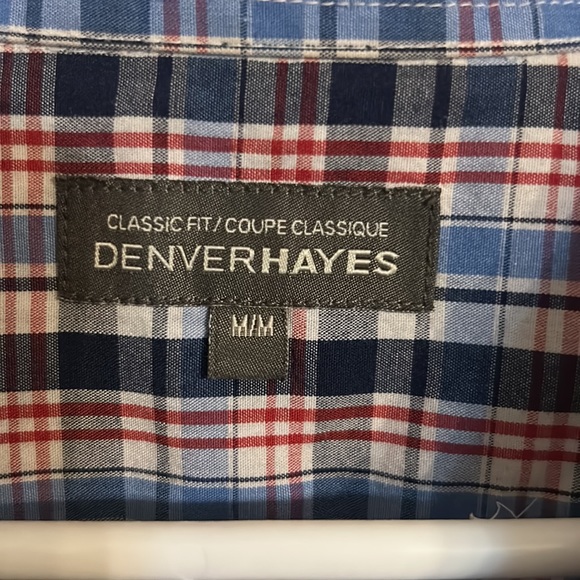 CLASSIC FIT/COUPE CLASSIQUE
DENVERHAYES
M/M